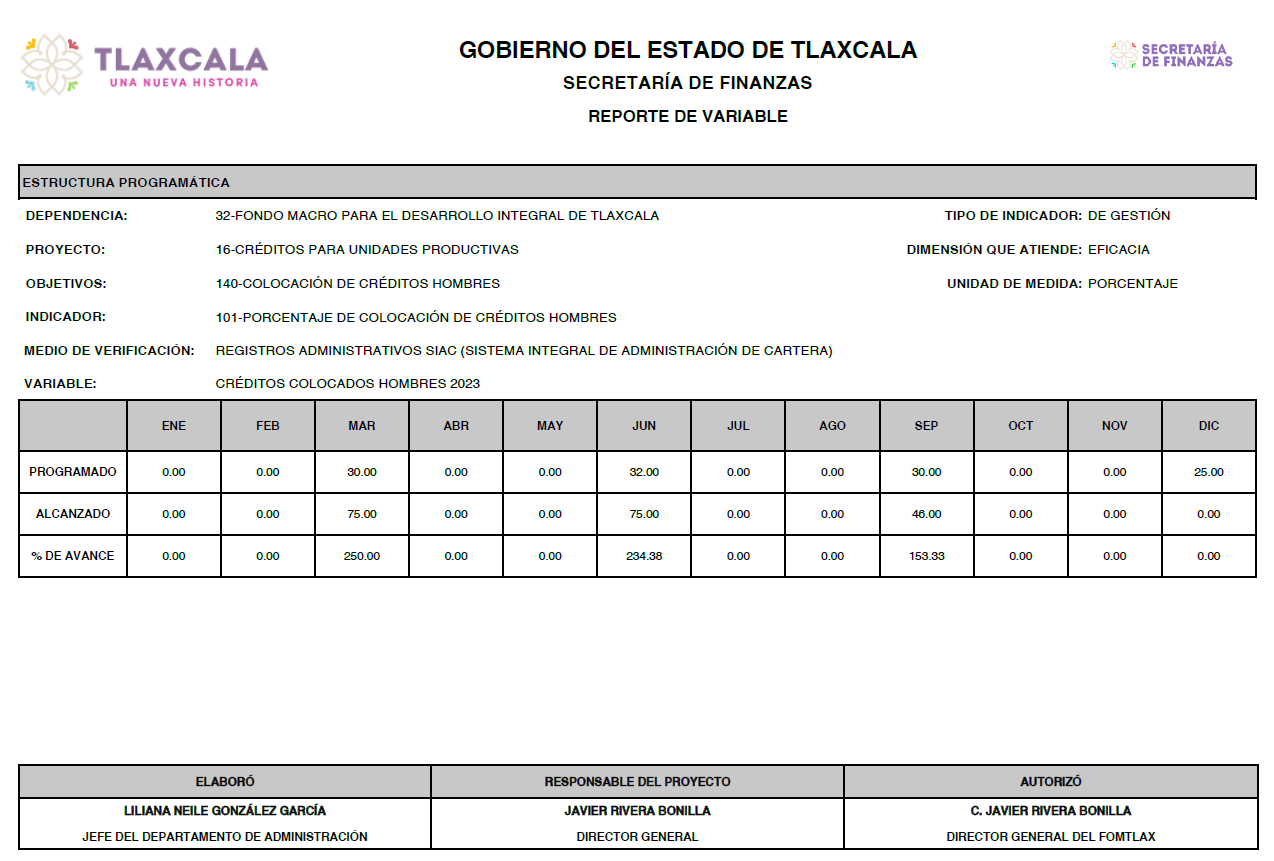 TLAXCALA
UNA NUEVA HISTORIA
GOBIERNO DEL ESTADO DE TLAXCALA
SECRETARÍA DE FINANZAS
REPORTE DE VARIABLE
SECRETARÍA
DE FINANZAS
ESTRUCTURA PROGRAMÁTICA
DEPENDENCIA: 32-FONDO MACRO PARA EL DESARROLLO INTEGRAL DE TLAXCALA TIPO DE INDICADOR: DE GESTIÓN
PROYECTO: 16-CRÉDITOS PARA UNIDADES PRODUCTIVAS DIMENSIÓN QUE ATIENDE: EFICACIA
OBJETIVOS: 140-COLOCACIÓN DE CRÉDITOS HOMBRES UNIDAD DE MEDIDA: PORCENTAJE
INDICADOR: 101-PORCENTAJE DE COLOCACIÓN DE CRÉDITOS HOMBRES
MEDIO DE VERIFICACIÓN: REGISTROS ADMINISTRATIVOS SIAC (SISTEMA INTEGRAL DE ADMINISTRACIÓN DE CARTERA)
VARIABLE: CRÉDITOS COLOCADOS HOMBRES 2023
ENE FEB MAR ABR MAY JUN JUL AGO SEP OCT NOV DIC
PROGRAMADO 0.00 0.00 30.00 0.00 0.00 32.00 0.00 0.00 30.00 0.00 0.00 25.00
ALCANZADO 0.00 0.00 75.00 0.00 0.00 75.00 0.00 0.00 46.00 0.00 0.00 0.00
% DE AVANCE 0.00 0.00 250.00 0.00 0.00 234.38 0.00 0.00 153.33 0.00 0.00 0.00
ELABORÓ RESPONSABLE DEL PROYECTO AUTORIZÓ
LILIANA NEILE GONZÁLEZ GARCÍA JAVIER RIVERA BONILLA C. JAVIER RIVERA BONILLA
JEFE DEL DEPARTAMENTO DE ADMINISTRACIÓN DIRECTOR GENERAL DIRECTOR GENERAL DEL FOMTLAX